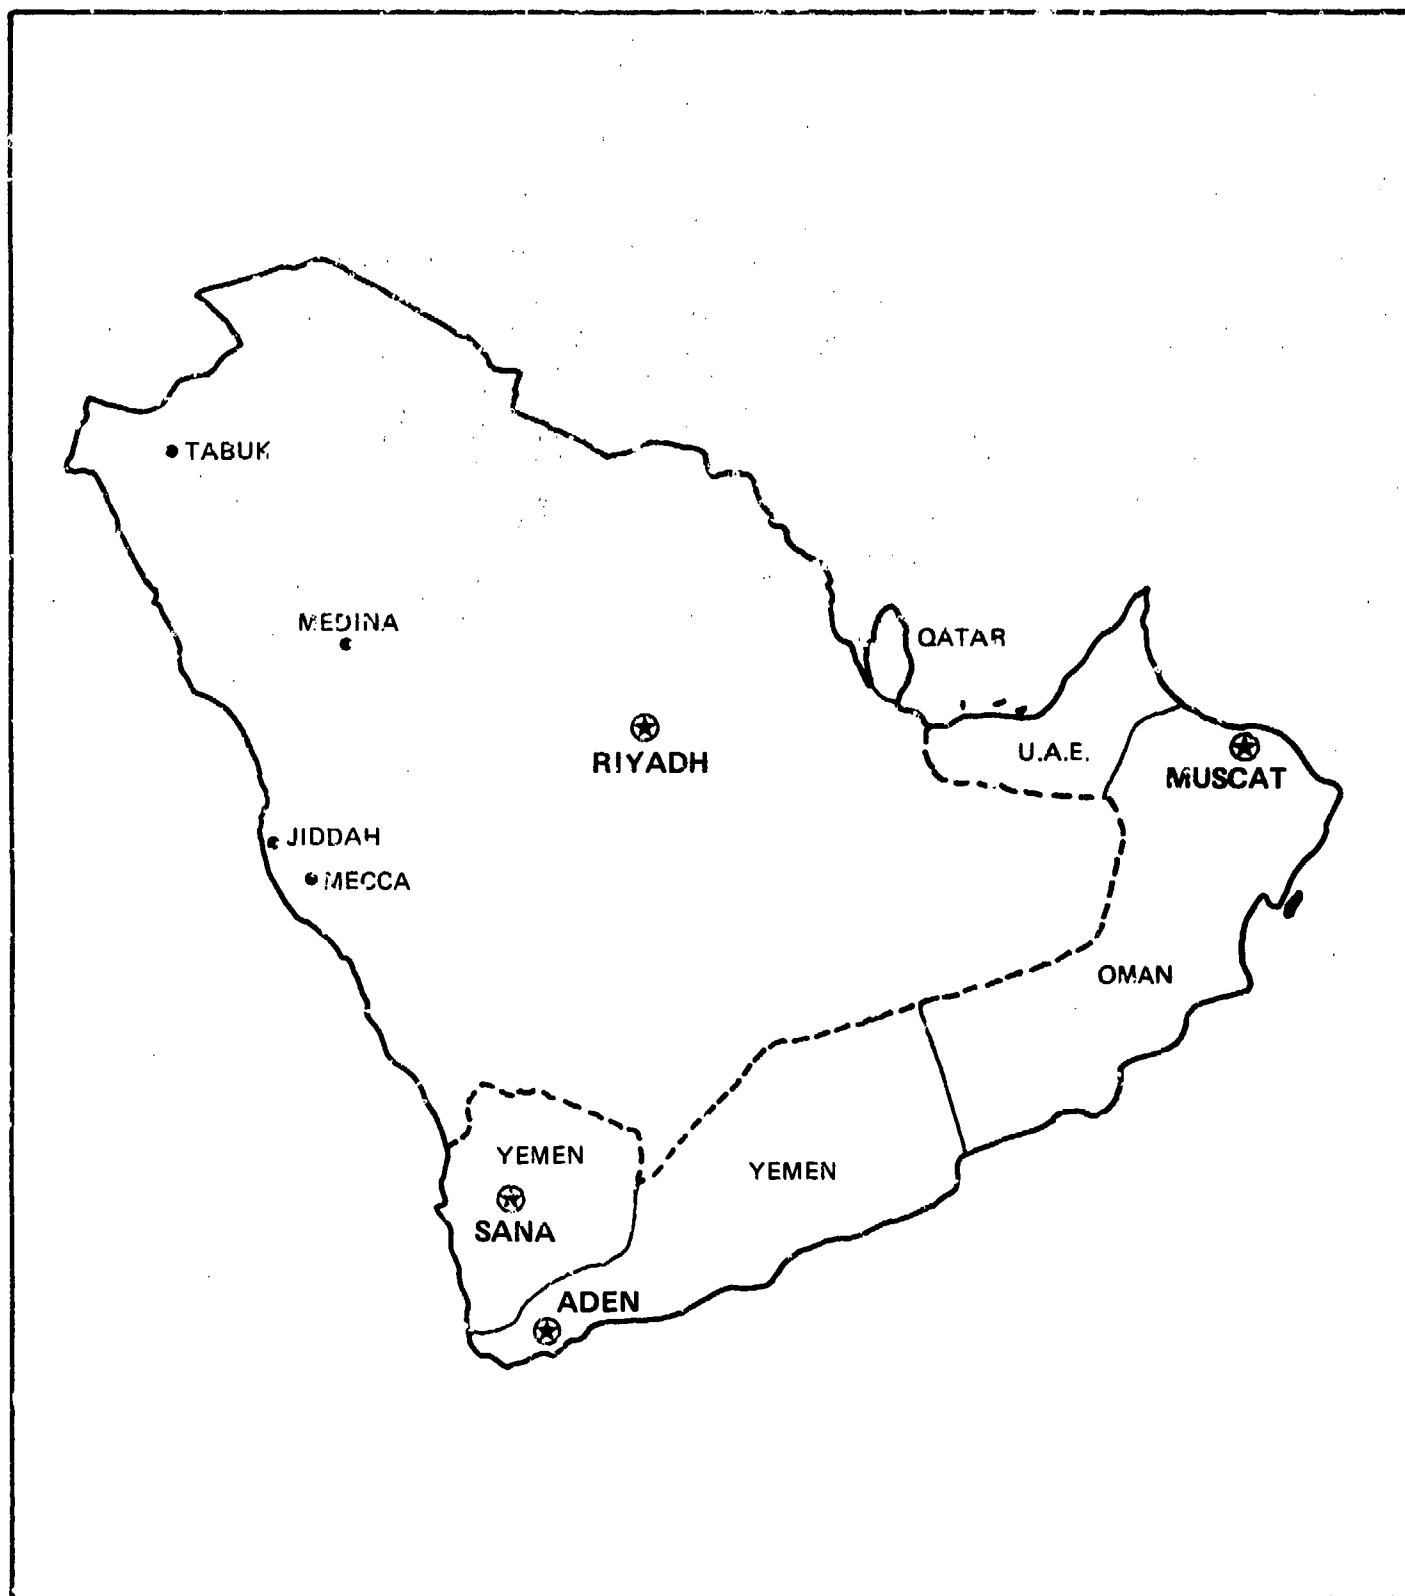 TABUK
MEDINA
QATAR
RIYADH
U.A.E.
MUSCAT
JIDDAH
MECCA
OMAN
YEMEN
YEMEN
SANA
ADEN